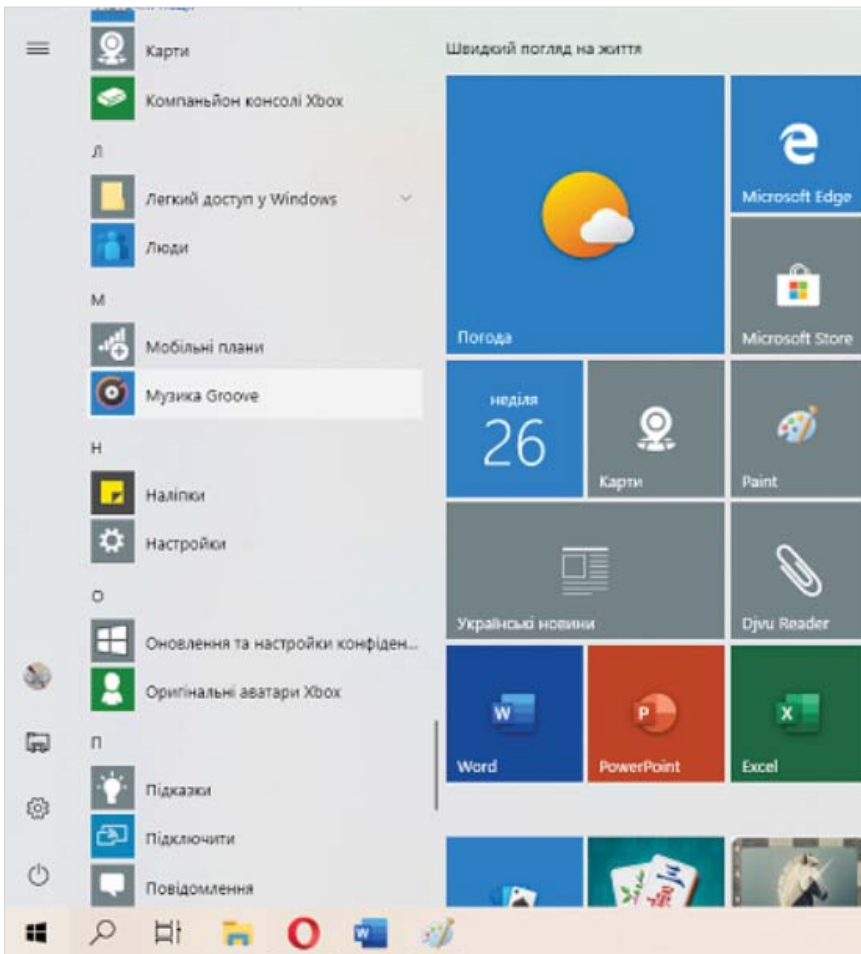 Карти
Компаньйон консолі Xbox
Л
Легкий доступ у Windows
Люди
М
Мобільні плани
Музика Groove
Н
Наліпки
Настройки
О
Оновлення та настройки конфіден...
Оригінальні аватари Xbox
П
Підказки
Підключити
Повідомлення
Швидкий погляд на життя
Погода
Microsoft Edge
Microsoft Store
неділя
26
Карти
Paint
Українські новини
Djvu Reader
Word
PowerPoint
Excel